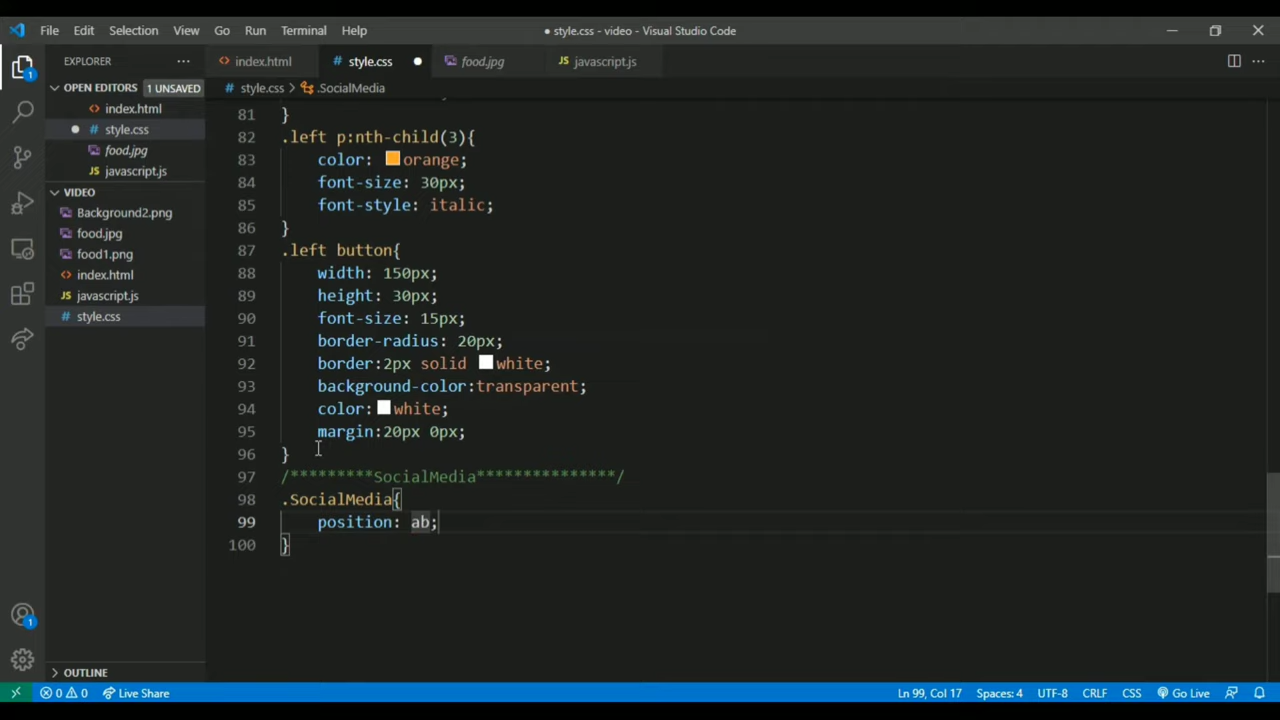 File Edit Selection View Go Run Terminal Help
● style.css - video - Visual Studio Code
EXPLORER ···
index.html # style.css ● food.jpg JS javascript.js
OPEN EDITORS 1 UNSAVED
style.css > .SocialMedia
index.html
● # style.css
food.jpg
JS javascript.js
VIDEO
Background2.png
food.jpg
food1.png
index.html
JS javascript.js
# style.css
OUTLINE
81 }
82 .left p:nth-child(3){
83 color: orange;
84 font-size: 30px;
85 font-style: italic;
86 }
87 .left button{
88 width: 150px;
89 height: 30px;
90 font-size: 15px;
91 border-radius: 20px;
92 border:2px solid white;
93 background-color:transparent;
94 color:white;
95 margin:20px 0px;
96 }
97 /*********SocialMedia***************/
98 .SocialMedia{
99 position: ab;
100 }
1
1
0 0 Live Share Ln 99, Col 17 Spaces: 4 UTF-8 CRLF CSS Go Live